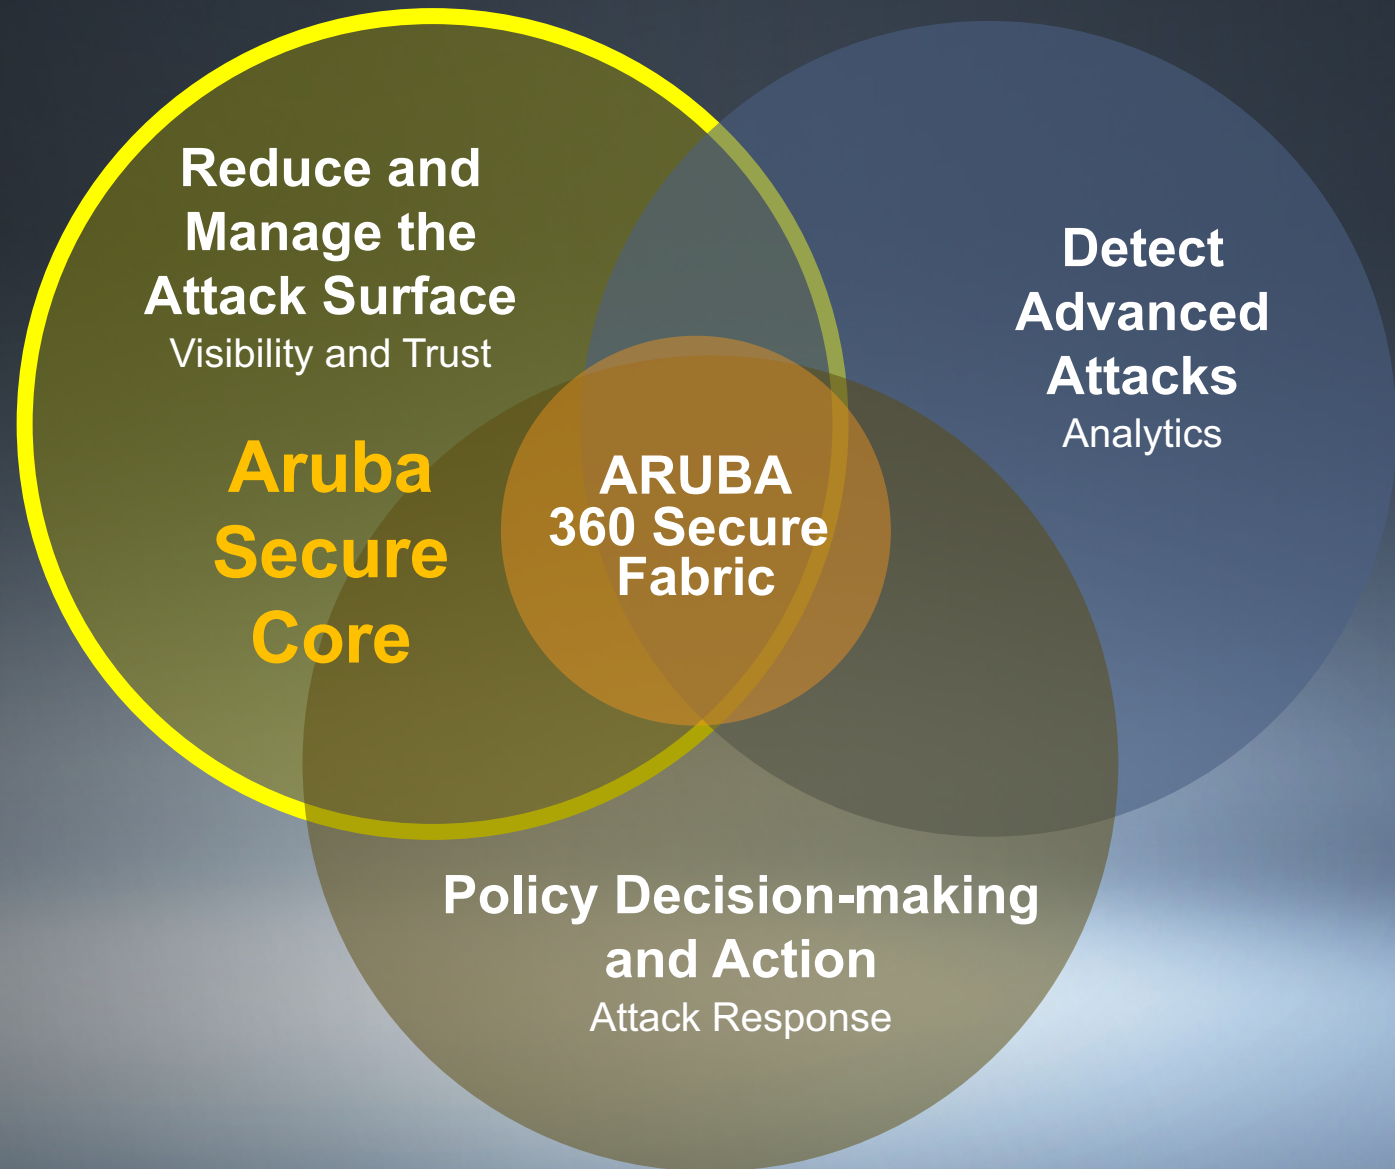 Reduce and
Manage the
Attack Surface
Visibility and Trust
Aruba
Secure
Core
ARUBA
360 Secure
Fabric
Detect
Advanced
Attacks
Analytics
Policy Decision-making
and Action
Attack Response